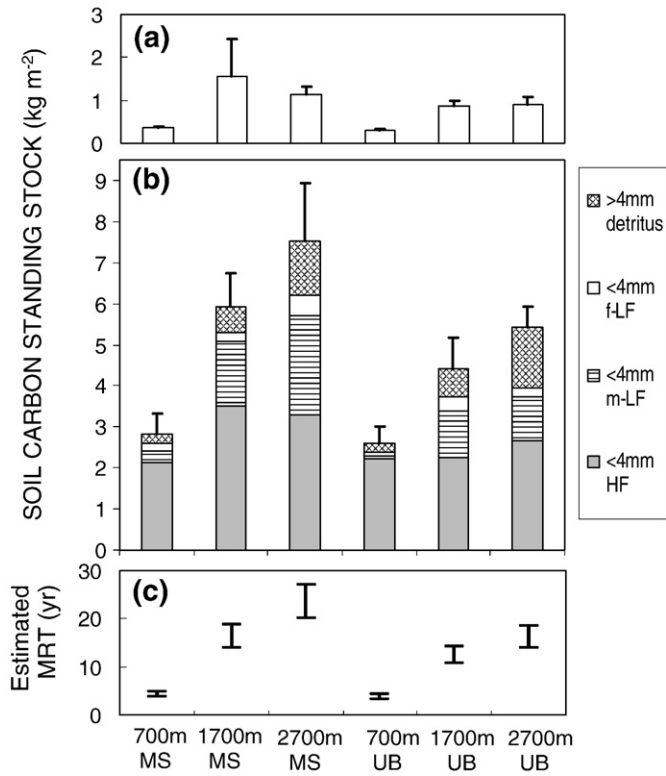 SOIL CARBON STANDING STOCK (kg m-2)
(a)
3
2
1
0
(b)
9
8
7
6
5
4
3
2
1
0
>4mm
detritus
<4mm
f-LF
<4mm
m-LF
<4mm
HF
Estimated
MRT (yr)
(c)
30
20
10
0
700m 1700m 2700m 700m 1700m 2700m
MS MS MS UB UB UB